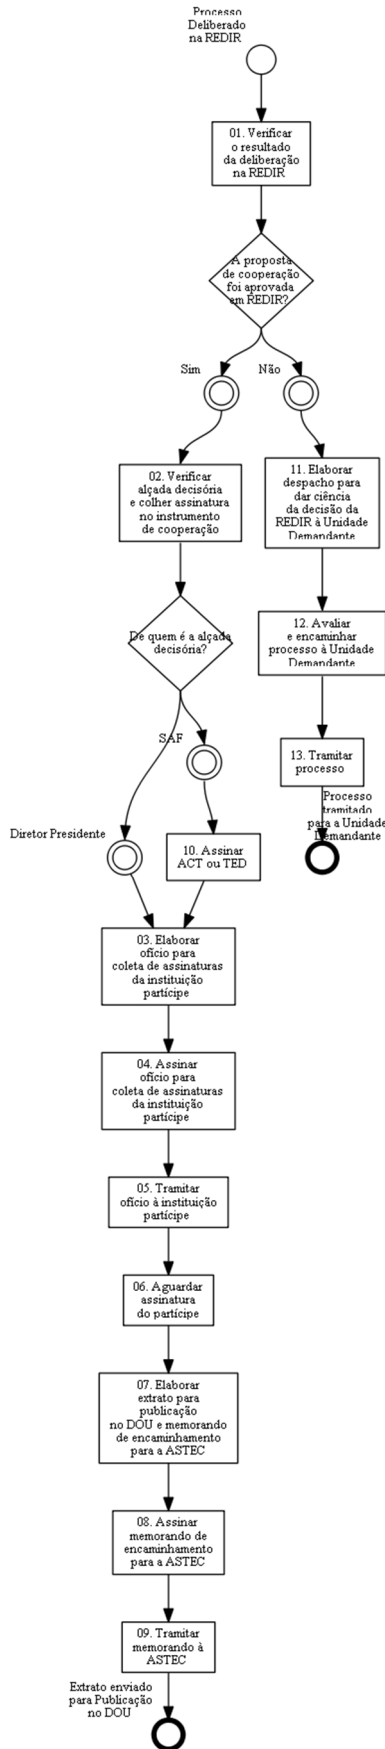 Processo
Deliberado
na REDIR
01. Verificar
o resultado
da deliberação
na REDIR
A proposta
de cooperação
foi aprovada
em REDIR?
Sim
Não
02. Verificar
alçada decisória
e colher assinatura
no instrumento
de cooperação
11. Elaborar
despacho para
dar ciência
da decisão da
REDIR à Unidade
Demandante
De quem é a alçada
decisória?
12. Avaliar
e encaminhar
processo à Unidade
Demandante
SAF
13. Tramitar
processo
Processo
tramitado
para a Unidade
Demandante
Diretor Presidente
10. Assinar
ACT ou TED
03. Elaborar
ofício para
coleta de assinaturas
da instituição
partícipe
04. Assinar
ofício para
coleta de assinaturas
da instituição
partícipe
05. Tramitar
ofício à instituição
partícipe
06. Aguardar
assinatura
do partícipe
07. Elaborar
extrato para
publicação
no DOU e memorando
de encaminhamento
para a ASTEC
08. Assinar
memorando de
encaminhamento
para a ASTEC
09. Tramitar
memorando à
ASTEC
Extrato enviado
para Publicação
no DOU